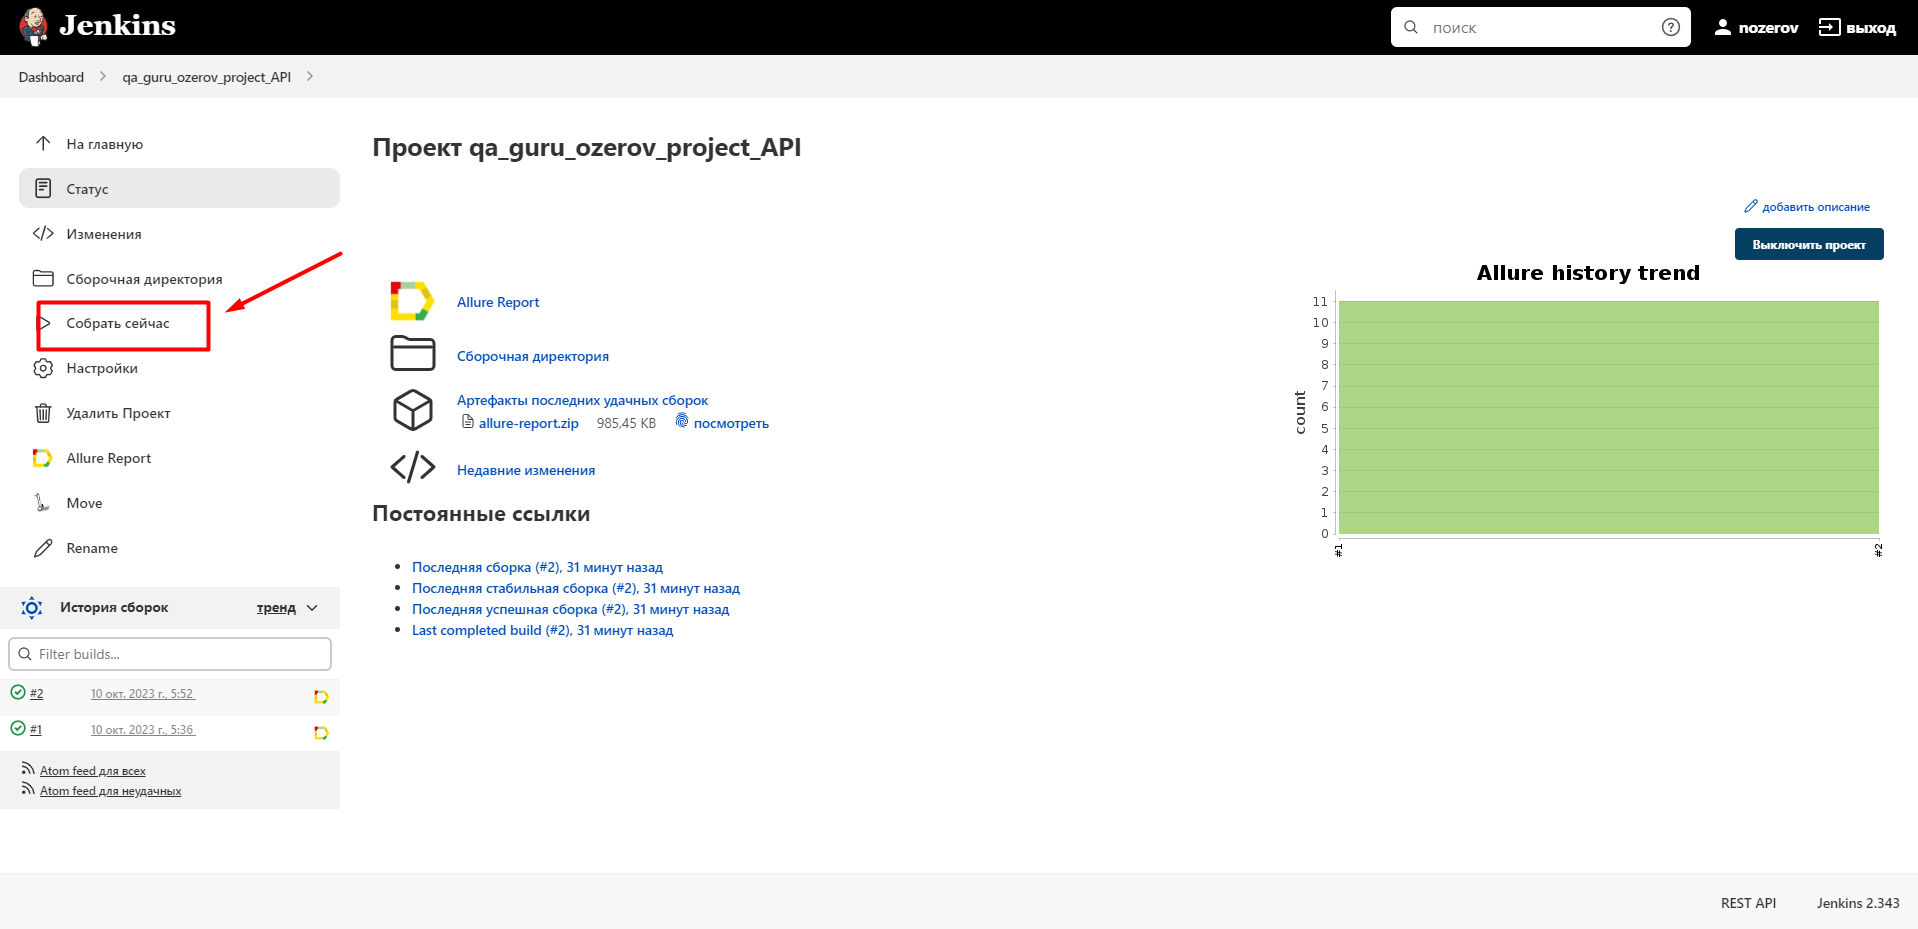 Jenkins
поиск
nozerov
выход
Dashboard
qa_guru_ozerov_project_API
На главную
Статус
Изменения
Сборочная директория
Собрать сейчас
Настройки
Удалить Проект
Allure Report
Move
Rename
История сборок
тренд
Filter builds...
#2
10 окт. 2023 г., 5:52
#1
10 окт. 2023 г., 5:36
Atom feed для всех
Atom feed для неудачных
Проект qa_guru_ozerov_project_API
добавить описание
Выключить проект
Allure Report
Сборочная директория
Артефакты последних удачных сборок
allure-report.zip 985,45 KB посмотреть
Недавние изменения
Постоянные ссылки
Последняя сборка (#2), 31 минут назад
Последняя стабильная сборка (#2), 31 минут назад
Последняя успешная сборка (#2), 31 минут назад
Last completed build (#2), 31 минут назад
Allure history trend
count
11
10
9
8
7
6
5
4
3
2
1
0
#1
#2
REST API
Jenkins 2.343